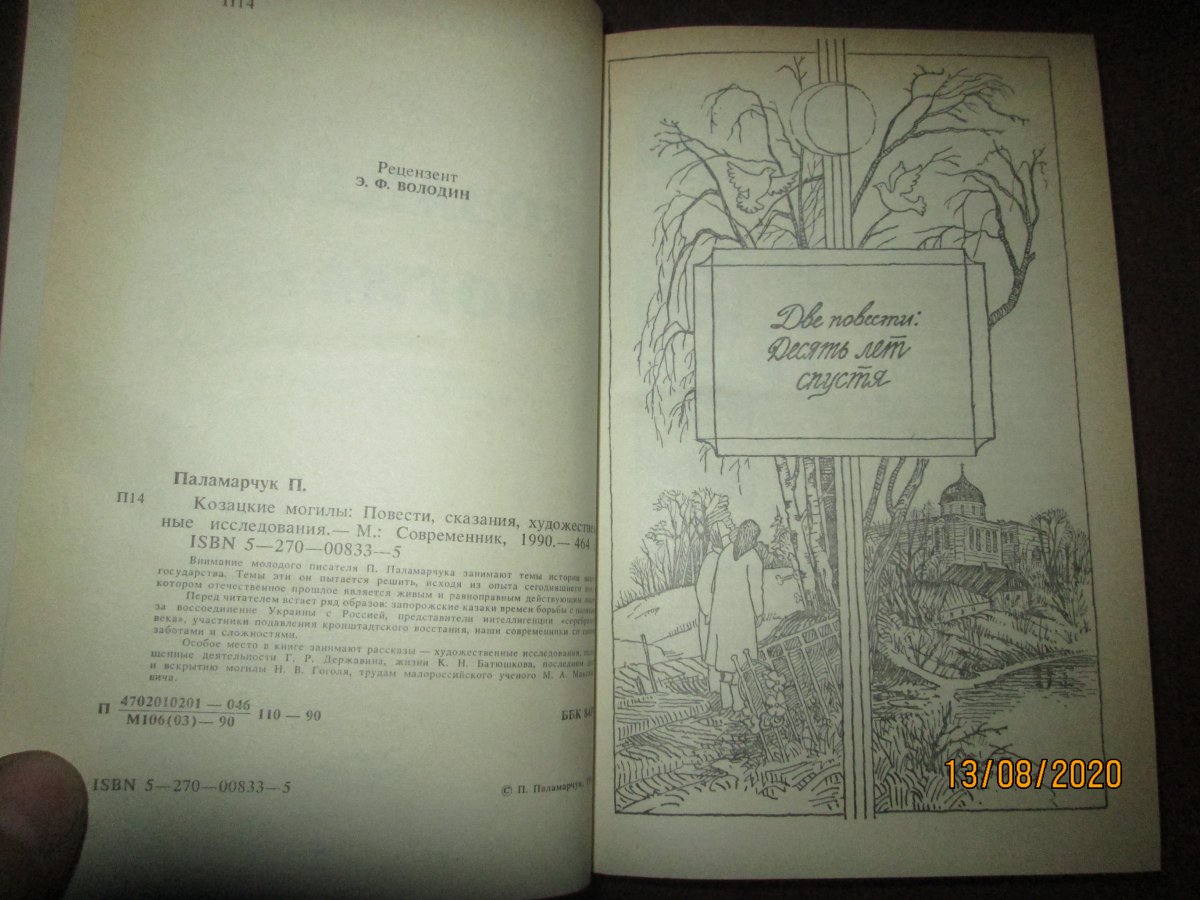 П14
Рецензент
Э. Ф. ВОЛОДИН
Паламарчук П.
П14
Козацкие могилы: Повести, сказания, художествен
ные исследования.— М.: Современник, 1990.— 464
ISBN 5—270—00833—5
Внимание молодого писателя П. Паламарчука занимают темы истории
государства. Темы эти он пытается решить, исходя из опыта сегодняшнего
котором отечественное прошлое является живым и равноправным действующим
Перед читателем встает ряд образов: запорожские казаки времен борьбы с
за воссоединение Украины с Россией, представители интеллигенции «серебр
века», участники подавления кронштадтского восстания, наши современники со
заботами и сложностями.
Особое место в книге занимают рассказы — художественные исследования,
щенные деятельности Г. Р. Державина, жизни К. Н. Батюшкова, последним
и вскрытию могилы Н. В. Гоголя, трудам малороссийского ученого М. А.
вича.
П 4702010201 — 046
М106(03) — 90
110 — 90
ББК
ISBN 5—270—00833—5
© П. Паламарчук,
Две повести:
Десять лет
спустя
13/08/2020